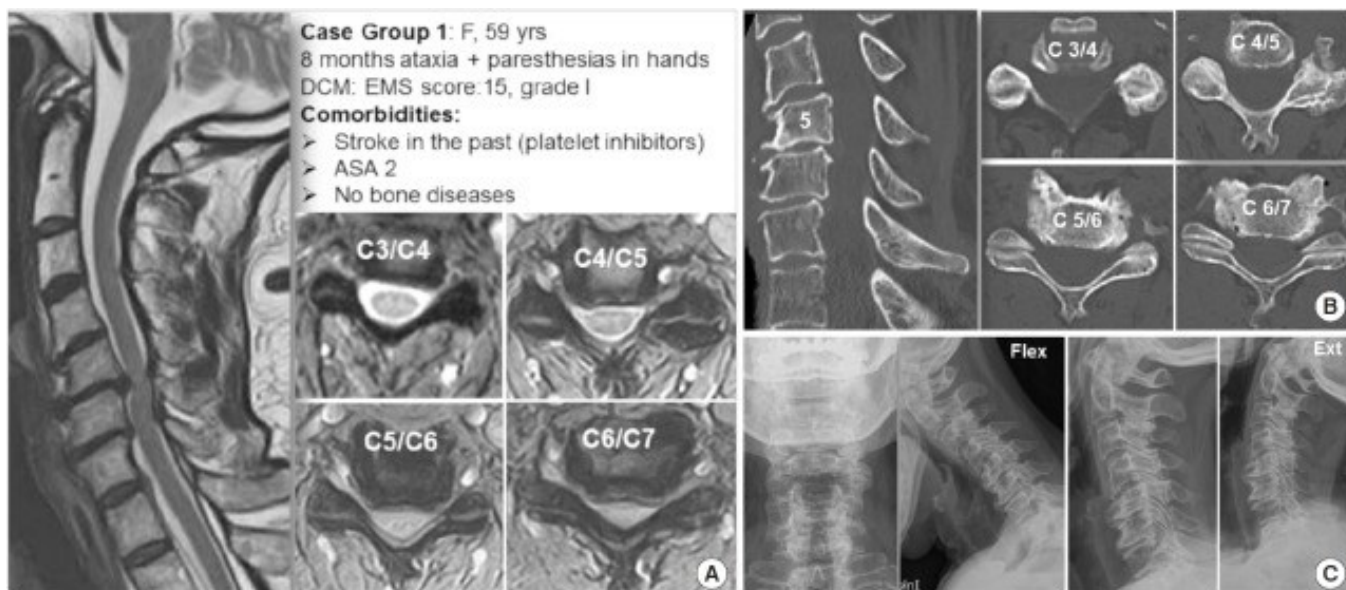 Case Group 1: F, 59 yrs
8 months ataxia + paresthesias in hands
DCM: EMS score:15, grade I
Comorbidities:
➢ Stroke in the past (platelet inhibitors)
➢ ASA 2
➢ No bone diseases
C3/C4
C4/C5
C5/C6
C6/C7
A
5
C 3/4
C 4/5
C 5/6
C 6/7
B
Flex
Ext
C